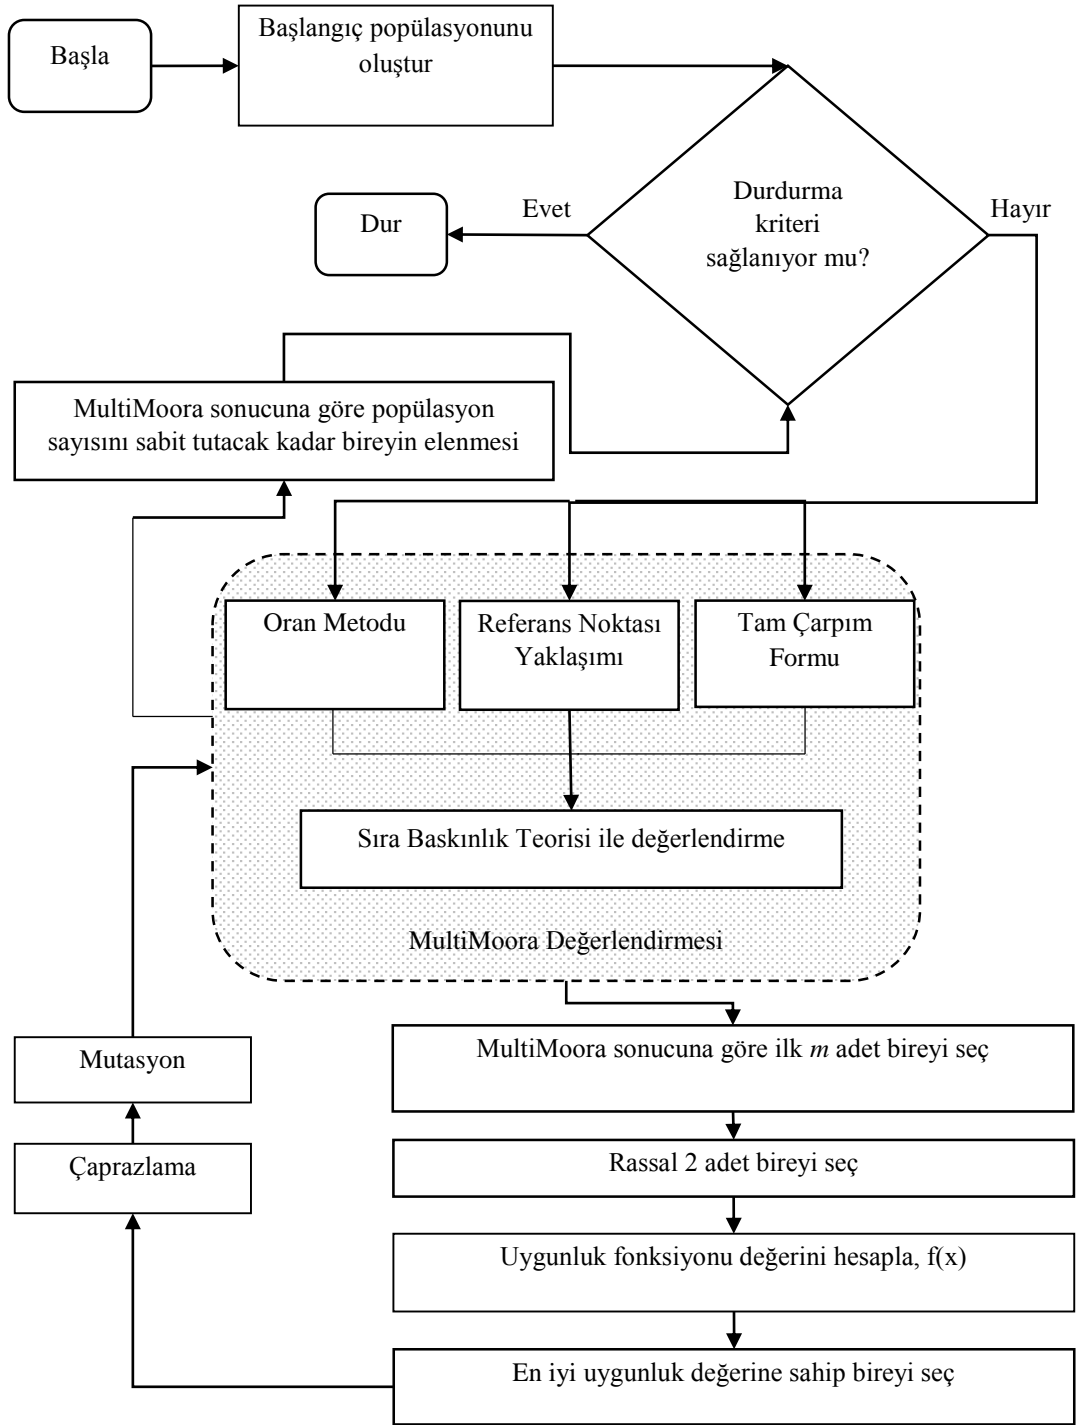 Başla
Başlangıç popülasyonunu
oluştur
Durdurma
kriteri
sağlanıyor mu?
Evet
Hayır
Dur
MultiMoora sonucuna göre popülasyon
sayısını sabit tutacak kadar bireyin elenmesi
Oran Metodu
Referans Noktası
Yaklaşımı
Tam Çarpım
Formu
Sıra Baskınlık Teorisi ile değerlendirme
MultiMoora Değerlendirmesi
MultiMoora sonucuna göre ilk m adet bireyi seç
Rassal 2 adet bireyi seç
Uygunluk fonksiyonu değerini hesapla, f(x)
En iyi uygunluk değerine sahip bireyi seç
Çaprazlama
Mutasyon